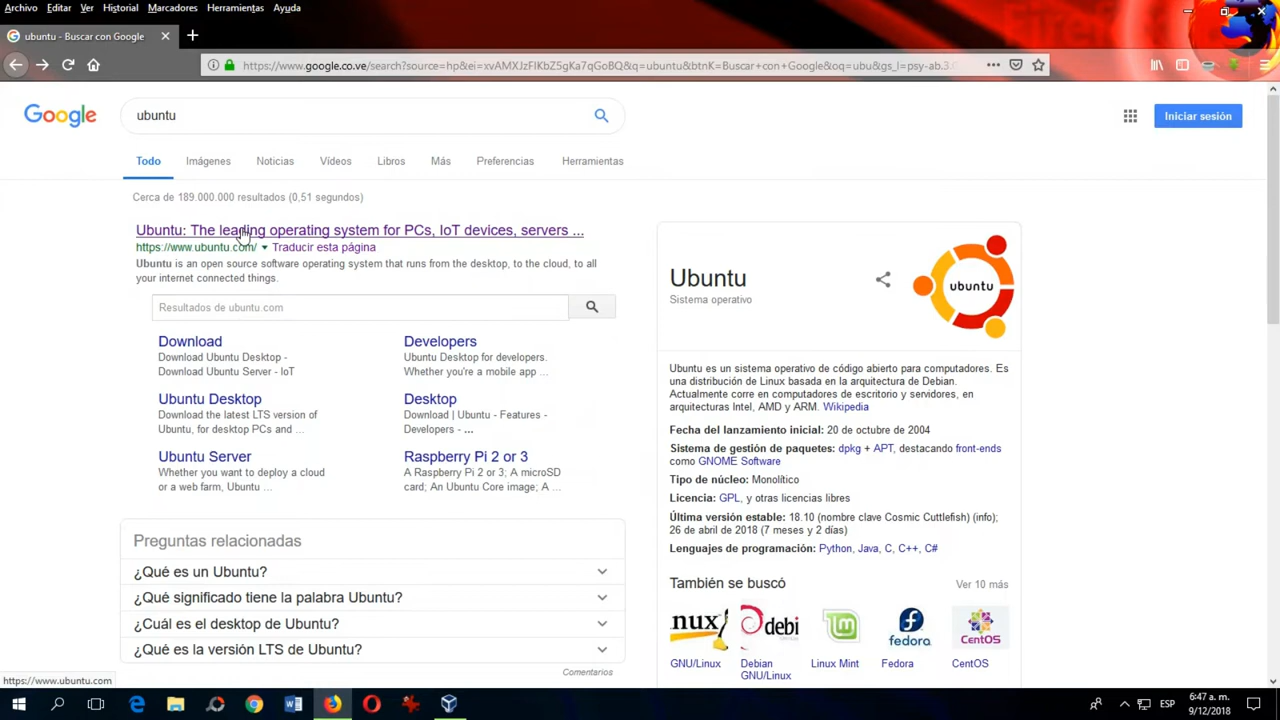 Archivo Editar Ver Historial Marcadores Herramientas Ayuda
ubuntu - Buscar con Google
https://www.google.co.ve/search?source=hp&ei=xvAMXJzFIKbZ5gKa7qGoBQ&q=ubuntu&btnK=Buscar+con+Google&oq=ubu&gs_l=psy-ab.3.0
Google
ubuntu
Iniciar sesión
Todo Imágenes Noticias Vídeos Libros Más Preferencias Herramientas
Cerca de 189.000.000 resultados (0,51 segundos)
Ubuntu: The leading operating system for PCs, IoT devices, servers ...
https://www.ubuntu.com/ Traducir esta página
Ubuntu is an open source software operating system that runs from the desktop, to the cloud, to all
your internet connected things.
Resultados de ubuntu.com
Download
Download Ubuntu Desktop -
Download Ubuntu Server - IoT
Developers
Ubuntu Desktop for developers.
Whether you're a mobile app ...
Ubuntu Desktop
Download the latest LTS version of
Ubuntu, for desktop PCs and ...
Desktop
Download | Ubuntu - Features -
Developers - ...
Ubuntu Server
Whether you want to deploy a cloud
or a web farm, Ubuntu ...
Raspberry Pi 2 or 3
A Raspberry Pi 2 or 3; A microSD
card; An Ubuntu Core image; A ...
Preguntas relacionadas
¿Qué es un Ubuntu?
¿Qué significado tiene la palabra Ubuntu?
¿Cuál es el desktop de Ubuntu?
¿Qué es la versión LTS de Ubuntu?
Comentarios
Ubuntu
Sistema operativo
ubuntu
Ubuntu es un sistema operativo de código abierto para computadores. Es
una distribución de Linux basada en la arquitectura de Debian.
Actualmente corre en computadores de escritorio y servidores, en
arquitecturas Intel, AMD y ARM. Wikipedia
Fecha del lanzamiento inicial: 20 de octubre de 2004
Sistema de gestión de paquetes: dpkg + APT, destacando front-ends
como GNOME Software
Tipo de núcleo: Monolítico
Licencia: GPL, y otras licencias libres
Última versión estable: 18.10 (nombre clave Cosmic Cuttlefish) (info);
26 de abril de 2018 (7 meses y 2 días)
Lenguajes de programación: Python, Java, C, C++, C#
También se buscó
Ver 10 más
nux debi fedora CentOS
GNU/Linux
Debian
GNU/Linux
Linux Mint
Fedora
CentOS
https://www.ubuntu.com
ESP
6:47 a. m.
9/12/2018